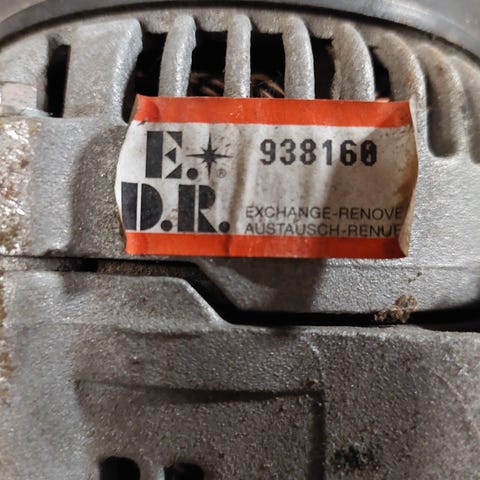 E.
D.R.®
938160
EXCHANGE-RENOVE
AUSTAUSCH-RENUE